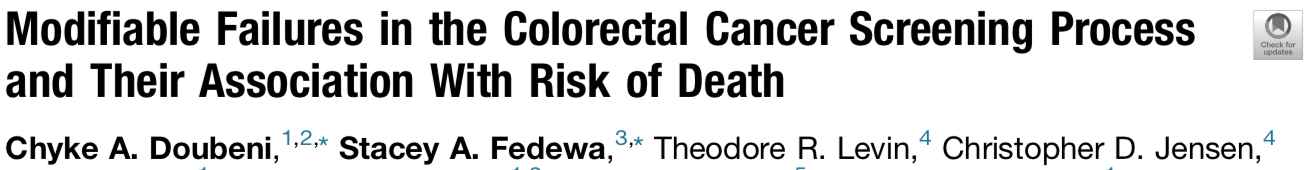 Modifiable Failures in the Colorectal Cancer Screening Process
and Their Association With Risk of Death
Check for
updates
Chyke A. Doubeni,1,2,* Stacey A. Fedewa,3,* Theodore R. Levin,4 Christopher D. Jensen,4